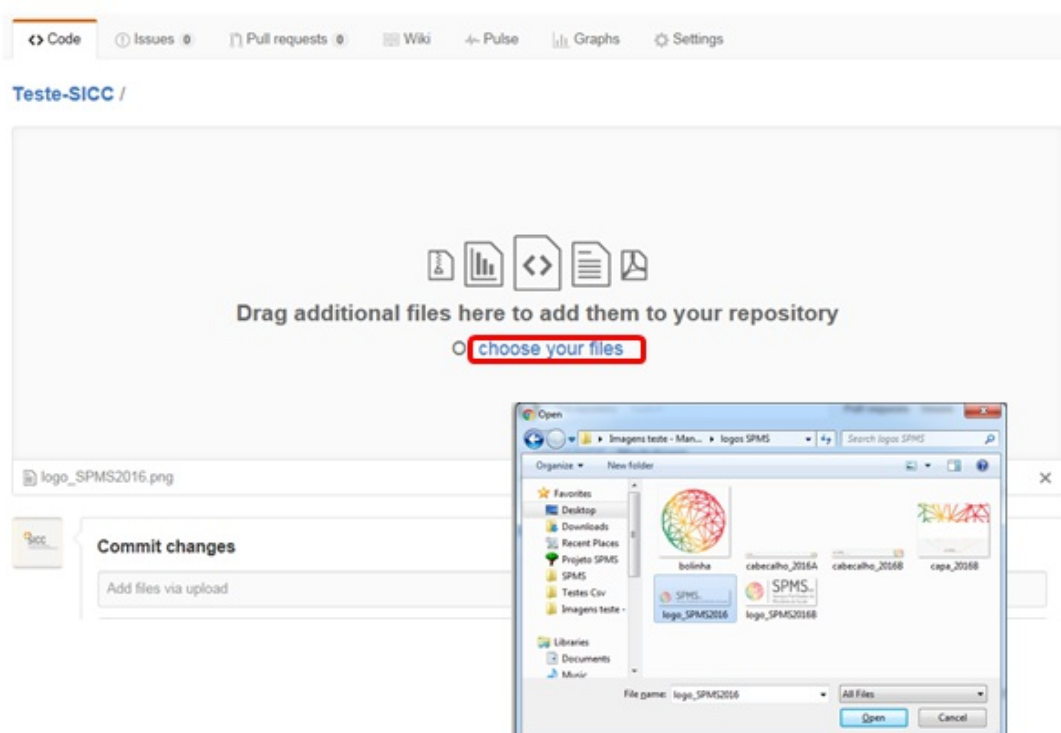 <> Code Issues 0 Pull requests 0 Wiki Pulse Graphs Settings
Teste-SICC /
Drag additional files here to add them to your repository
O choose your files
logo_SPMS2016.png
SICC
Commit changes
Add files via upload
Open
Imagens teste - Man... logos SPMS Search logos SPMS
Organize New folder
Favorites
Desktop
Downloads
Recent Places
Projeto SPMS
SPMS
Testes Csv
Imagens teste -
Libraries
Documents
Music
bolinha cabecalho_2016A cabecalho_2016B capa_2016B
SPMS
SPMS
logo_SPMS2016 logo_SPMS2016B
File name: logo_SPMS2016 All Files
Open Cancel